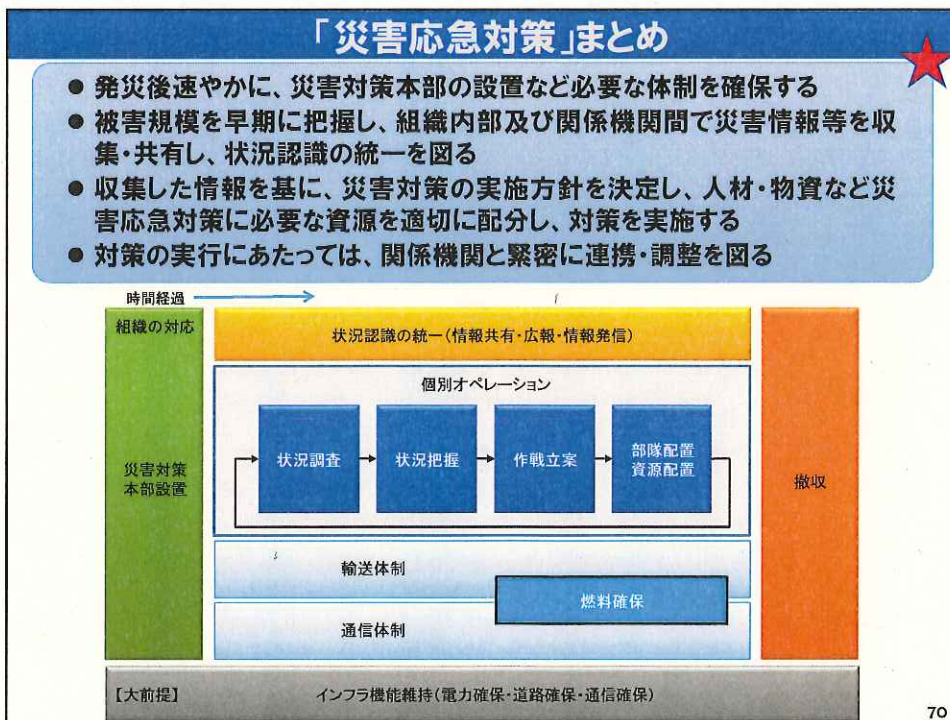 「災害応急対策」まとめ
● 発災後速やかに、災害対策本部の設置など必要な体制を確保する
● 被害規模を早期に把握し、組織内部及び関係機関間で災害情報等を収
集・共有し、状況認識の統一を図る
● 収集した情報を基に、災害対策の実施方針を決定し、人材・物資など災
害応急対策に必要な資源を適切に配分し、対策を実施する
● 対策の実行にあたっては、関係機関と緊密に連携・調整を図る
時間経過
組織の対応
状況認識の統一(情報共有・広報・情報発信)
個別オペレーション
状況調査
状況把握
作戦立案
部隊配置
資源配置
災害対策
本部設置
撤収
輸送体制
燃料確保
通信体制
【大前提】
インフラ機能維持(電力確保・道路確保・通信確保)
70